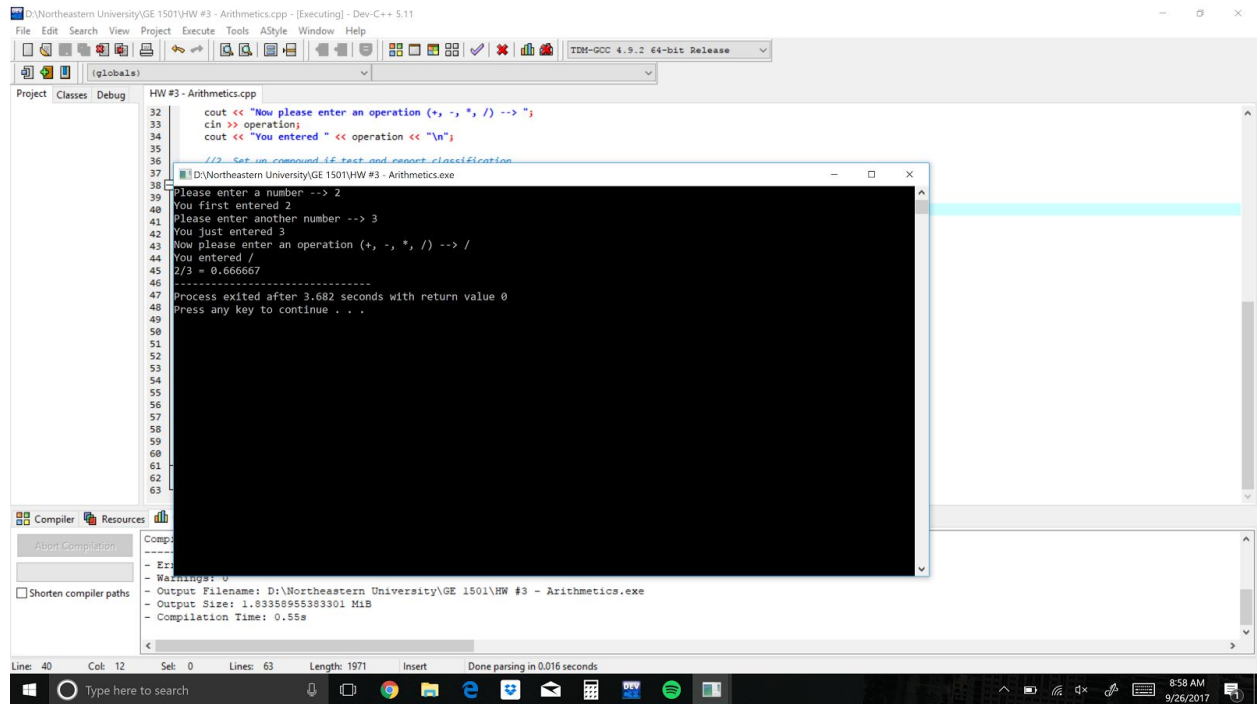 D:\Northeastern University\GE 1501\HW #3 - Arithmetics.cpp - [Executing] - Dev-C++ 5.11
File Edit Search View Project Execute Tools AStyle Window Help
TDM-GCC 4.9.2 64-bit Release
(globals)
Project Classes Debug
HW #3 - Arithmetics.cpp
32 cout << "Now please enter an operation (+, -, *, /) --> ";
33 cin >> operation;
34 cout << "You entered " << operation << "\n";
35
36 //2. Set up compound if test and report classification
37
38
39
40
41
42
43
44
45
46
47
48
49
50
51
52
53
54
55
56
57
58
59
60
61
62
63
D:\Northeastern University\GE 1501\HW #3 - Arithmetics.exe
Please enter a number --> 2
You first entered 2
Please enter another number --> 3
You just entered 3
Now please enter an operation (+, -, *, /) --> /
You entered /
2/3 = 0.666667
--------------------------------
Process exited after 3.682 seconds with return value 0
Press any key to continue . . .
Compiler Resources
Abort Compilation
Shorten compiler paths
- Warnings: 0
- Output Filename: D:\Northeastern University\GE 1501\HW #3 - Arithmetics.exe
- Output Size: 1.83358955383301 MiB
- Compilation Time: 0.55s
Line: 40 Col: 12 Sel: 0 Lines: 63 Length: 1971 Insert Done parsing in 0.016 seconds
Type here to search
DEV
8:58 AM
9/26/2017
1